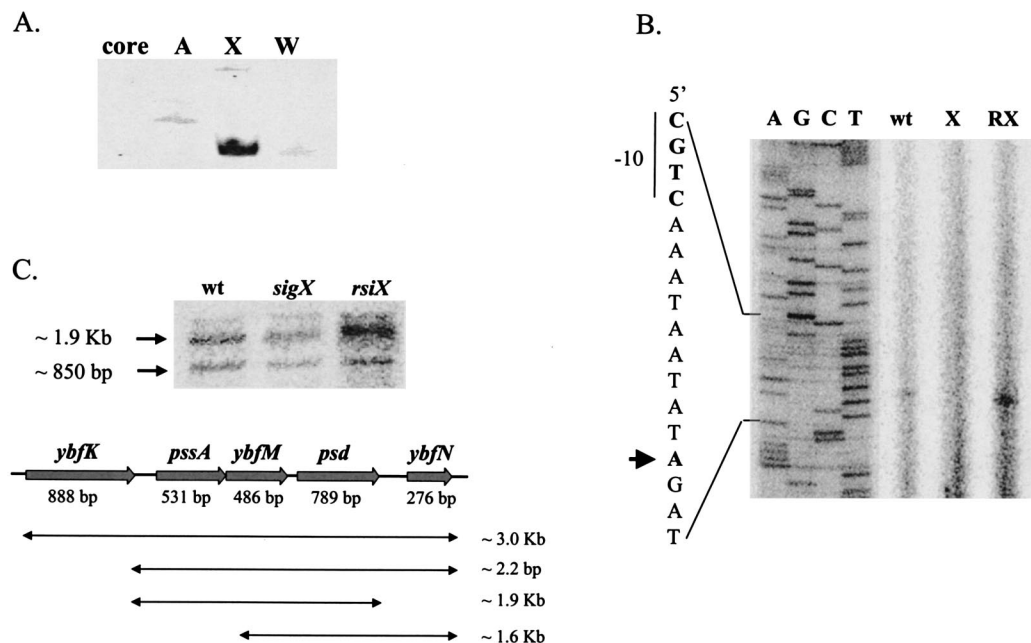 A.
core A X W
B.
5'
C
G
T
C
A
A
A
T
A
A
T
A
T
A
G
A
T
-10
A G C T wt X RX
C.
wt sigX rsiX
~ 1.9 Kb
~ 850 bp
ybfK pssA ybfM psd ybfN
888 bp 531 bp 486 bp 789 bp 276 bp
~ 3.0 Kb
~ 2.2 bp
~ 1.9 Kb
~ 1.6 Kb